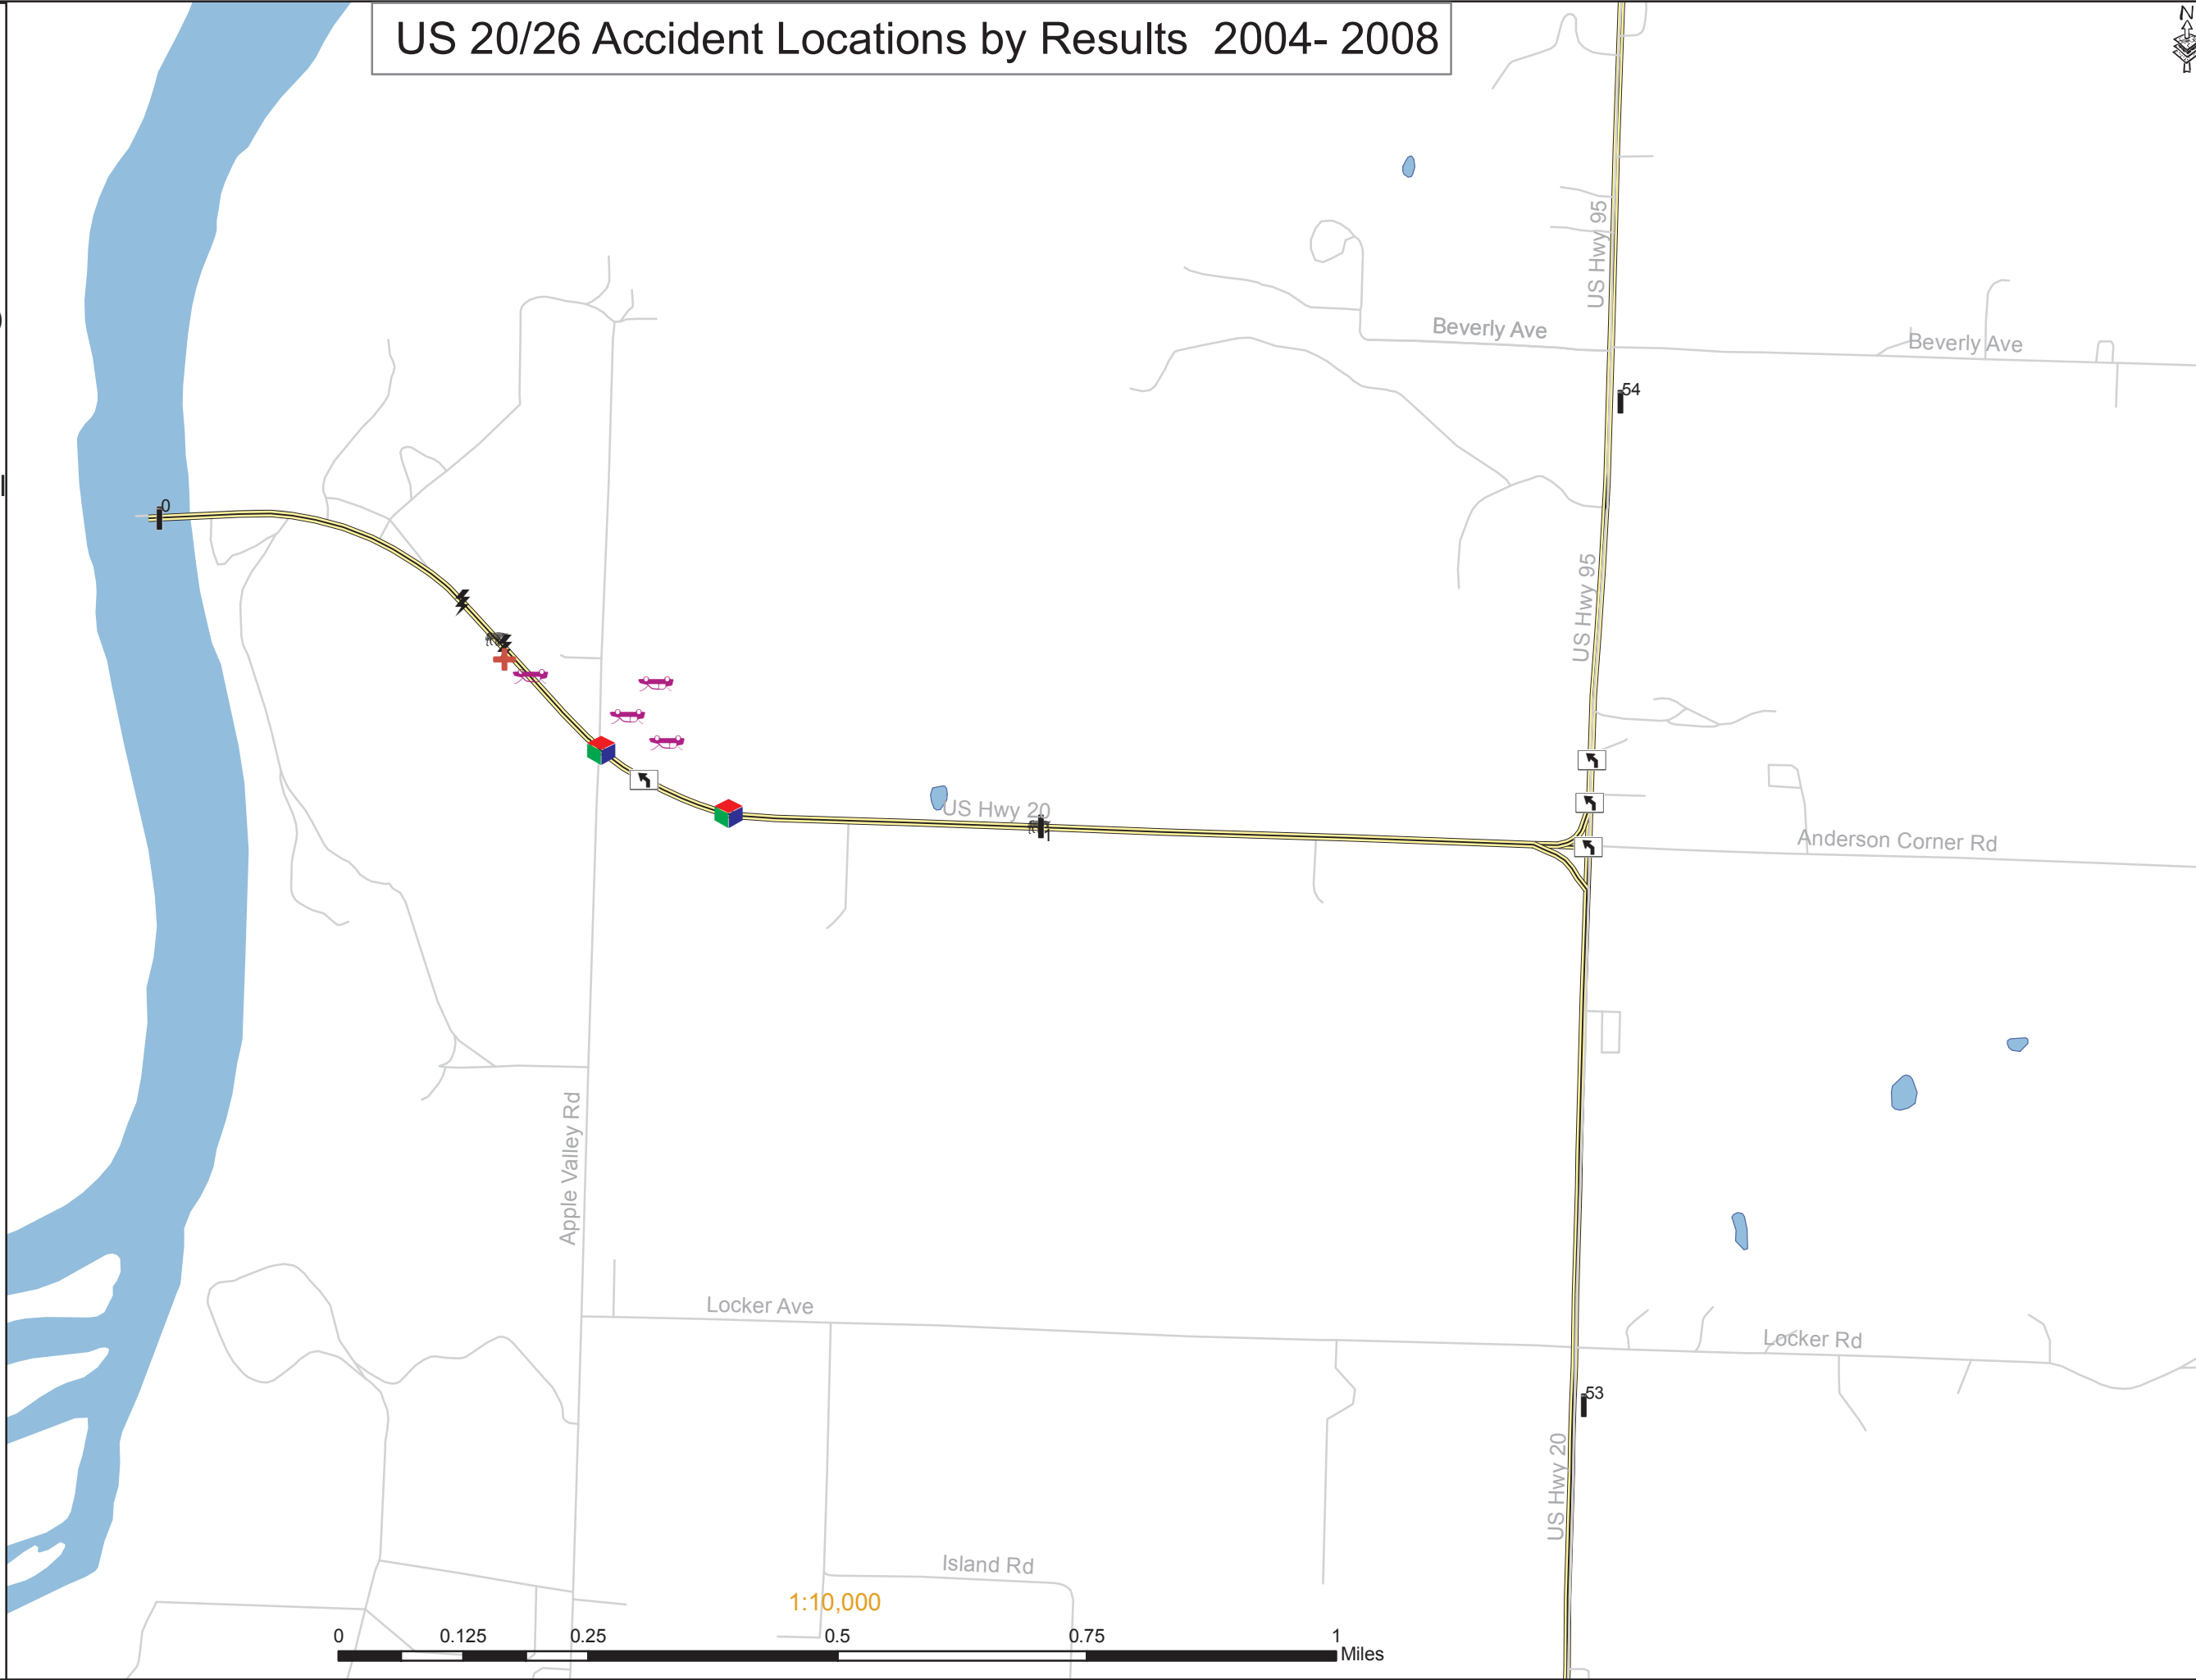 US 20/26 Accident Locations by Results 2004- 2008
N
US Hwy 95
Beverly Ave
Beverly Ave
54
0
US Hwy 95
US Hwy 20
1
Anderson Corner Rd
Apple Valley Rd
Locker Ave
Locker Rd
53
US Hwy 20
Island Rd
1:10,000
0 0.125 0.25 0.5 0.75 1
Miles